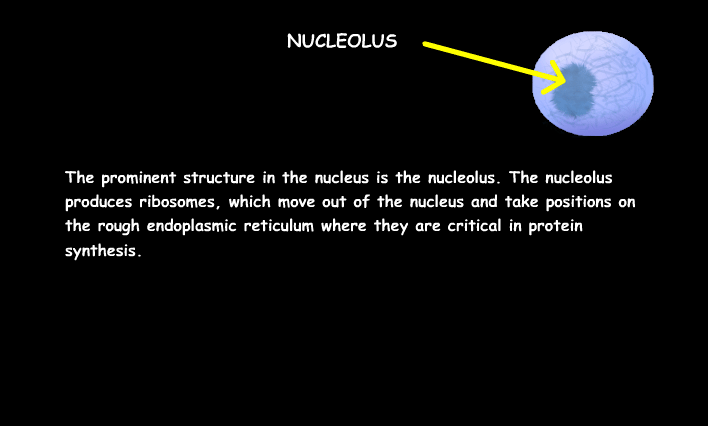 NUCLEOLUS
The prominent structure in the nucleus is the nucleolus. The nucleolus
produces ribosomes, which move out of the nucleus and take positions on
the rough endoplasmic reticulum where they are critical in protein
synthesis.